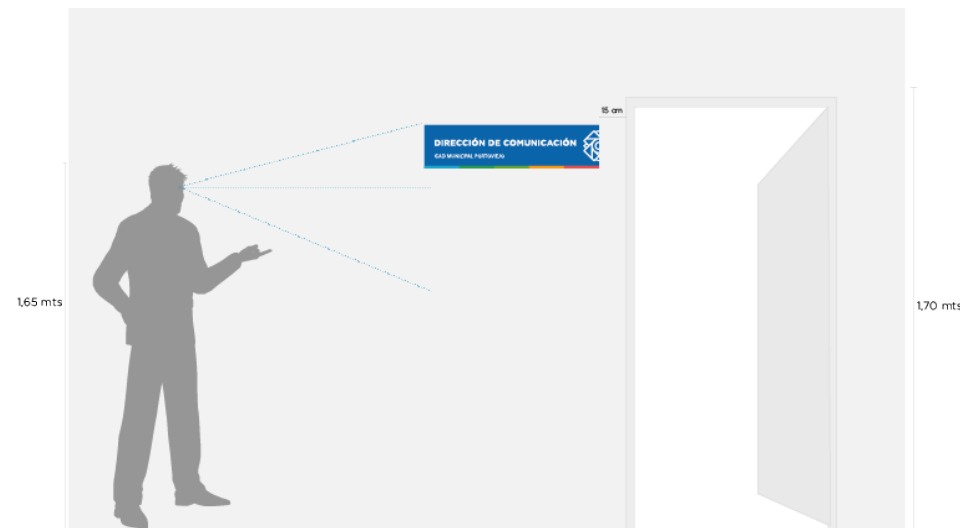 15 cm
DIRECCIÓN DE COMUNICACIÓN
GAD MUNICIPAL PORTOVIEJO
1,65 mts
1,70 mts